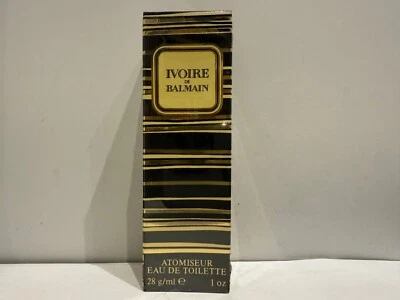 IVOIRE
DE
BALMAIN
ATOMISEUR
EAU DE TOILETTE
28 g/ml ℮ 1 oz